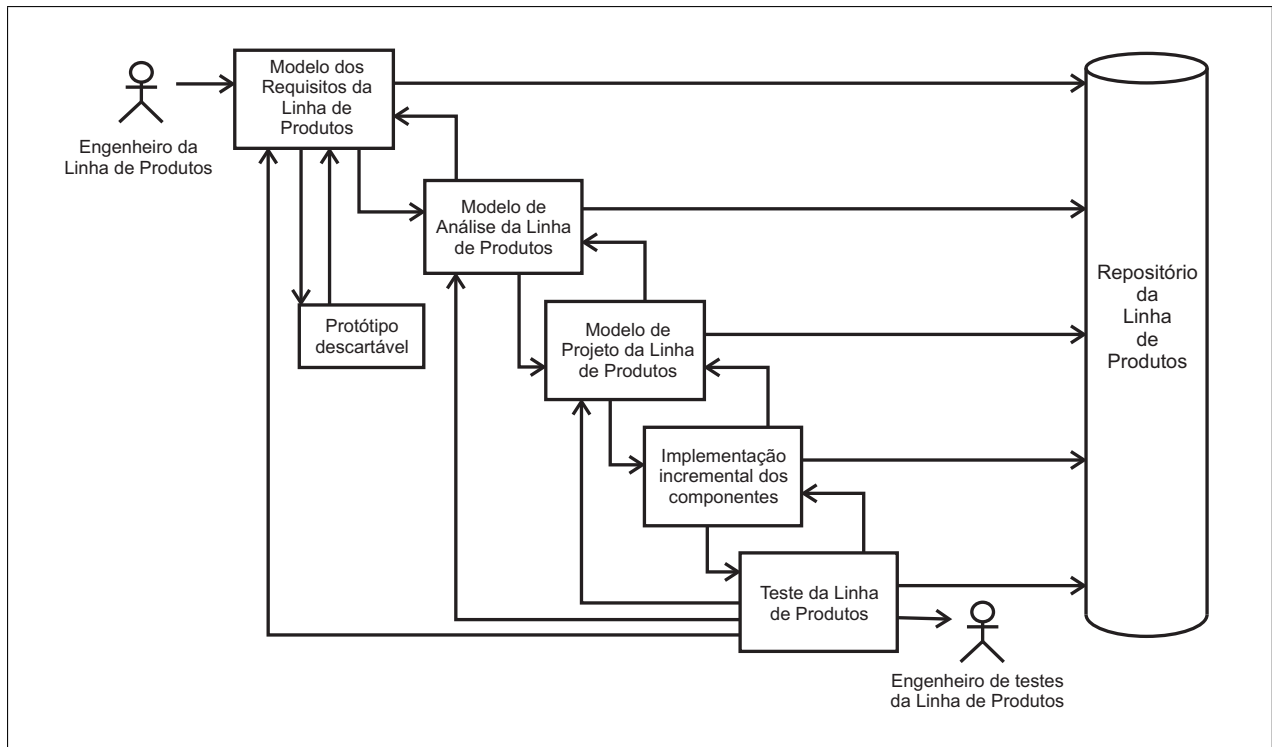 Modelo dos
Requisitos da
Linha de
Produtos
Engenheiro da
Linha de Produtos
Modelo de
Análise da Linha
de Produtos
Protótipo
descartável
Modelo de
Projeto da Linha
de Produtos
Implementação
incremental dos
componentes
Teste da Linha
de Produtos
Engenheiro de testes
da Linha de Produtos
Repositório
da
Linha
de
Produtos